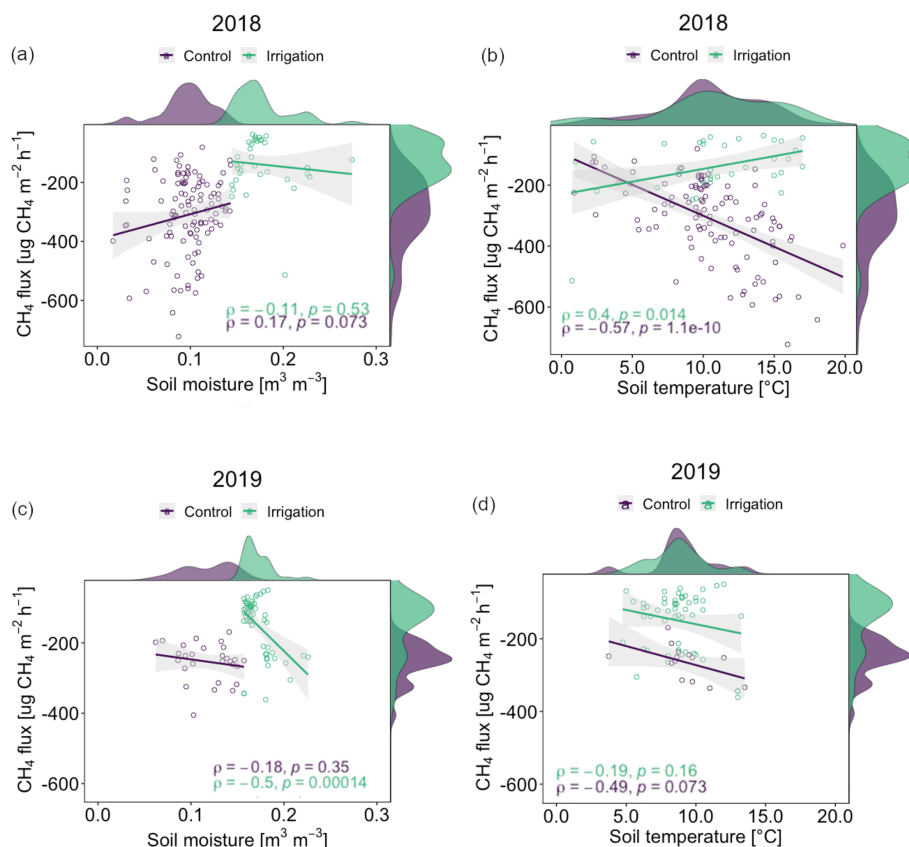 2018
(a)
Control Irrigation
CH₄ flux [ug CH₄ m⁻² h⁻¹]
-200
-400
-600
ρ = −0.11, p = 0.53
ρ = 0.17, p = 0.073
0.0 0.1 0.2 0.3
Soil moisture [m³ m⁻³]
2018
(b)
Control Irrigation
CH₄ flux [ug CH₄ m⁻² h⁻¹]
-200
-400
-600
ρ = 0.4, p = 0.014
ρ = −0.57, p = 1.1e-10
0.0 5.0 10.0 15.0 20.0
Soil temperature [°C]
2019
(c)
Control Irrigation
CH₄ flux [ug CH₄ m⁻² h⁻¹]
-200
-400
-600
ρ = −0.18, p = 0.35
ρ = −0.5, p = 0.00014
0.0 0.1 0.2 0.3
Soil moisture [m³ m⁻³]
2019
(d)
Control Irrigation
CH₄ flux [ug CH₄ m⁻² h⁻¹]
-200
-400
-600
ρ = −0.19, p = 0.16
ρ = −0.49, p = 0.073
0.0 5.0 10.0 15.0 20.0
Soil temperature [°C]